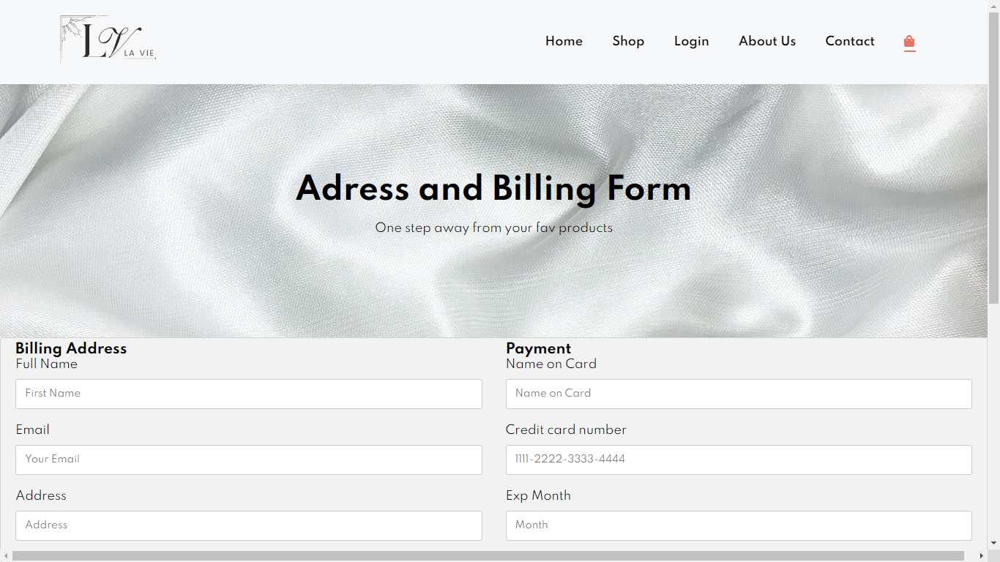 LV LA VIE
Home Shop Login About Us Contact
Adress and Billing Form
One step away from your fav products
Billing Address
Full Name
First Name
Email
Your Email
Address
Address
Payment
Name on Card
Name on Card
Credit card number
1111-2222-3333-4444
Exp Month
Month